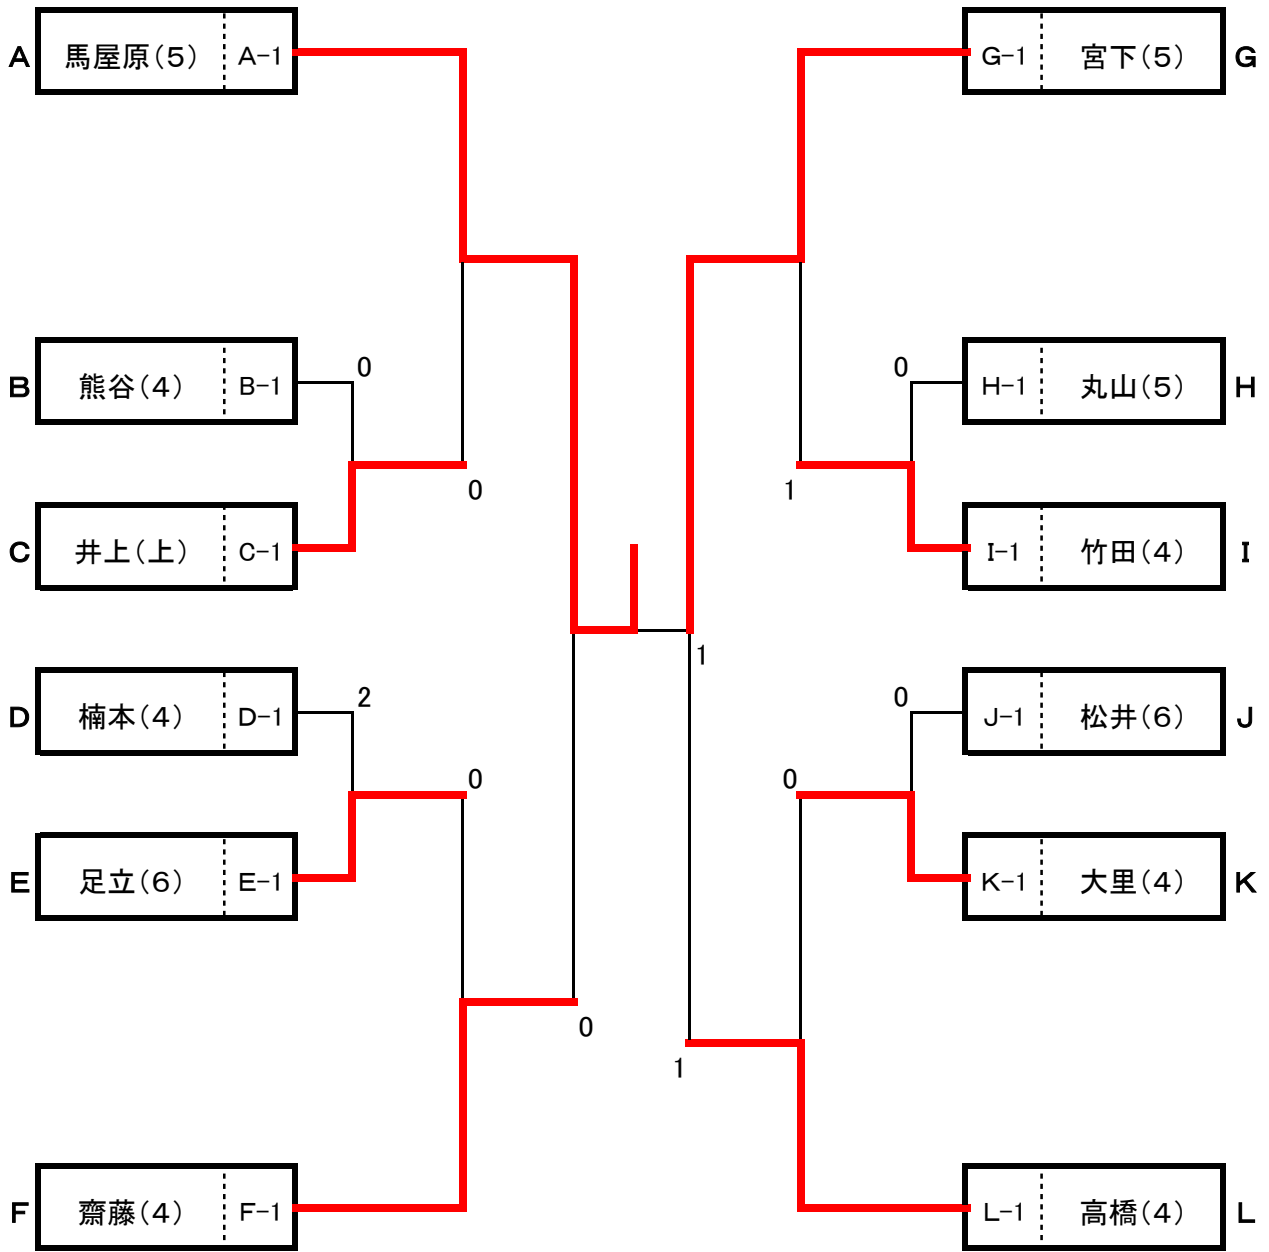 A 馬屋原(5) A-1
G-1 宮下(5) G
B 熊谷(4) B-1 0
0 H-1 丸山(5) H
0
1
C 井上(上) C-1
I-1 竹田(4) I
1
D 楠本(4) D-1 2
0 J-1 松井(6) J
0
0
E 足立(6) E-1
K-1 大里(4) K
0
1
F 齋藤(4) F-1
L-1 高橋(4) L